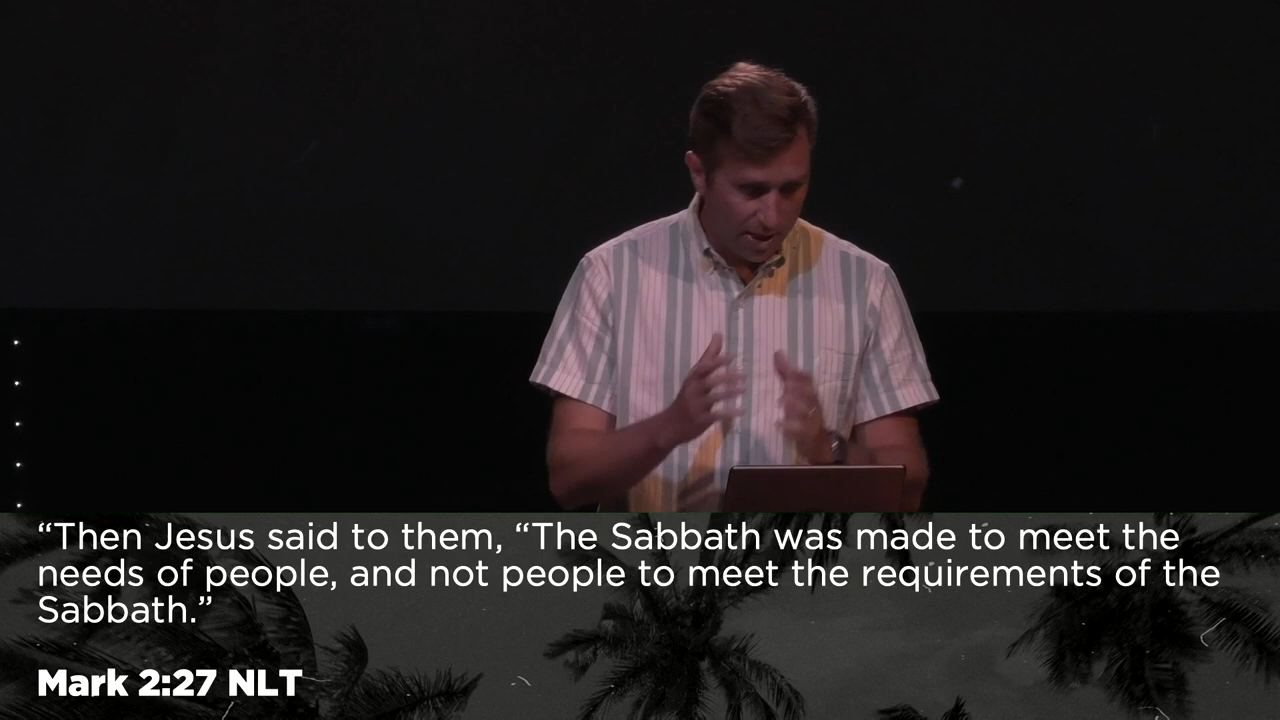 “Then Jesus said to them, “The Sabbath was made to meet the
needs of people, and not people to meet the requirements of the
Sabbath.”
Mark 2:27 NLT